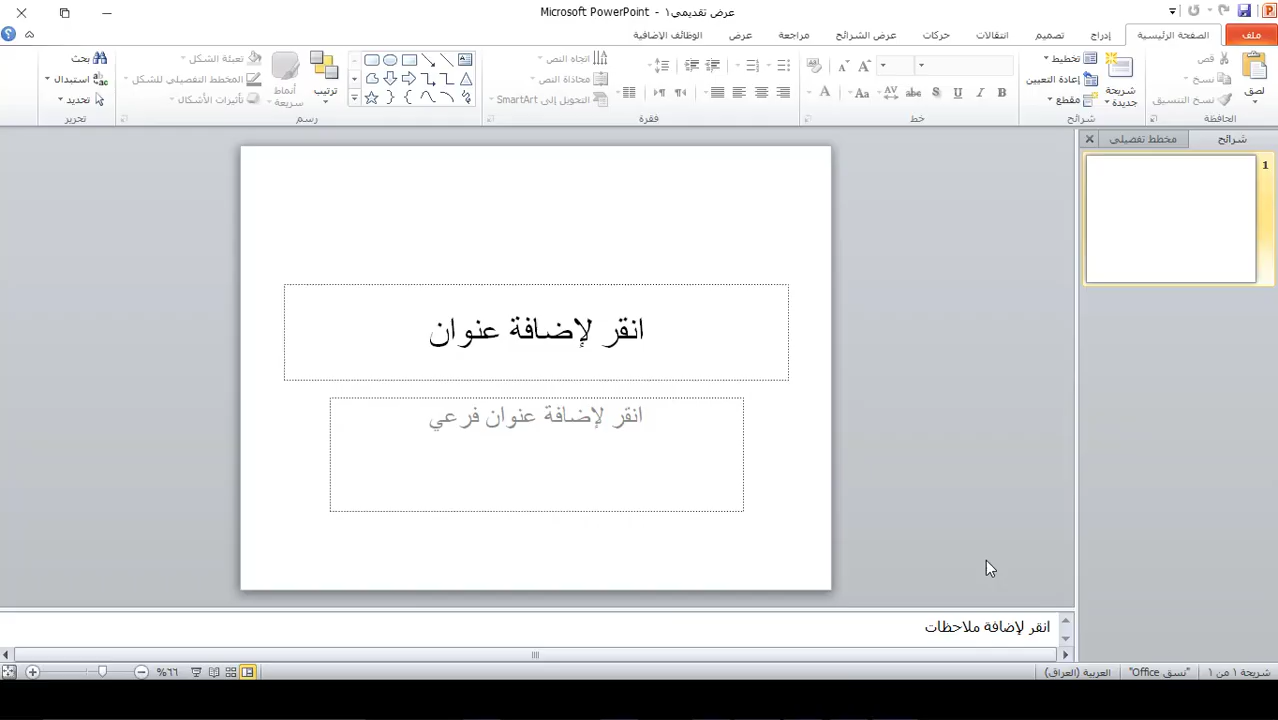 عرض تقديمي١ - Microsoft PowerPoint
ملف
الصفحة الرئيسية
إدراج
تصميم
انتقالات
حركات
عرض الشرائح
مراجعة
عرض
الوظائف الإضافية
لصق
قص
نسخ
نسخ التنسيق
الحافظة
شريحة
جديدة
تخطيط
إعادة التعيين
مقطع
شرائح
خط
اتجاه النص
محاذاة النص
التحويل إلى SmartArt
فقرة
ترتيب
أنماط
سريعة
تعبئة الشكل
المخطط التفصيلي للشكل
تأثيرات الأشكال
رسم
بحث
استبدال
تحديد
تحرير
شرائح
مخطط تفصيلي
1
انقر لإضافة عنوان
انقر لإضافة عنوان فرعي
انقر لإضافة ملاحظات
شريحة ١ من ١
"نسق Office"
العربية (العراق)
%٦٦